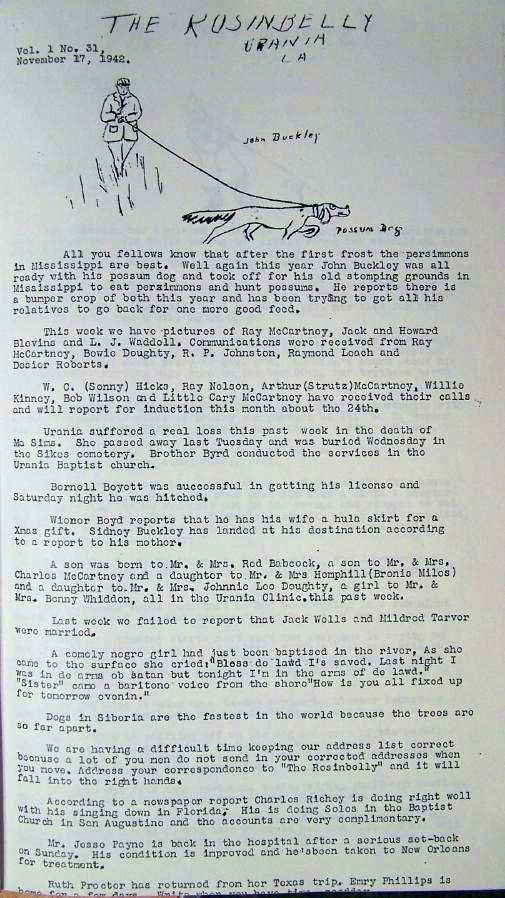 THE ROSINBELLY
URANIA
LA
Vol. 1 No. 31,
November 17, 1942.
John Buckley
Possum Dog
All you fellows know that after the first frost the persimmons
in Mississippi are best. Well again this year John Buckley was all
ready with his possum dog and took off for his old stomping grounds in
Mississippi to eat perzimmons and hunt possums. He reports there is
a bumper crop of both this year and has been trying to get all his
relatives to go back for one more good feed.
This week we have pictures of Ray McCartney, Jack and Howard
Blevins and L. J. Waddell. Communications were received from Ray
McCartney, Bowie Doughty, R. P. Johnston, Raymond Leach and
Dosier Roberts.
W. C. (Sonny) Hicks, Ray Nelson, Arthur(Strutz)McCartney, Willie
Kinney, Bob Wilson and Little Cary McCartney have received their calls
and will report for induction this month about the 24th.
Urania suffered a real loss this past week in the death of
Ma Sims. She passed away last Tuesday and was buried Wednesday in
the Sikes cemetery. Brother Byrd conducted the services in the
Urania Baptist church.
Bernell Boyett was successful in getting his license and
Saturday night he was hitched.
Wiener Boyd reports that he has his wife a hula skirt for a
Xmas gift. Sidney Buckley has landed at his destination according
to a report to his mother.
A son was born to Mr. & Mrs. Red Babcock, a son to Mr. & Mrs.
Charles McCartney and a daughter to Mr. & Mrs Hemphill(Bronis Miles)
and a daughter to Mr. & Mrs. Johnnie Lee Doughty, a girl to Mr. &
Mrs. Benny Whiddon, all in the Urania Clinic.this past week.
Last week we failed to report that Jack Wells and Mildred Tarver
were married.
A comely negro girl had just been baptised in the river, As she
came to the surface she cried:"Bless de lawd I's saved. Last night I
was in de arms ob Satan but tonight I'n in the arms of de lawd."
"Sister" came a baritone voice from the shore"How is you all fixed up
for tomorrow evenin."
Dogs in Siberia are the fastest in the world because the trees are
so far apart.
We are having a difficult time keeping our address list correct
because a lot of you men do not send in your corrected addresses when
you move. Address your correspondence to "The Rosinbelly" and it will
fall into the right hands.
According to a newspaper report Charles Richey is doing right well
with his singing down in Florida. His is doing Solos in the Baptist
Church in San Augustine and the accounts are very complimentary.
Mr. Jesse Payne is back in the hospital after a serious set-back
on Sunday. His condition is improved and he'sbeen taken to New Orleans
for treatment.
Ruth Proctor has returned from her Texas trip. Emry Phillips is
home for a few days. Write when you have time